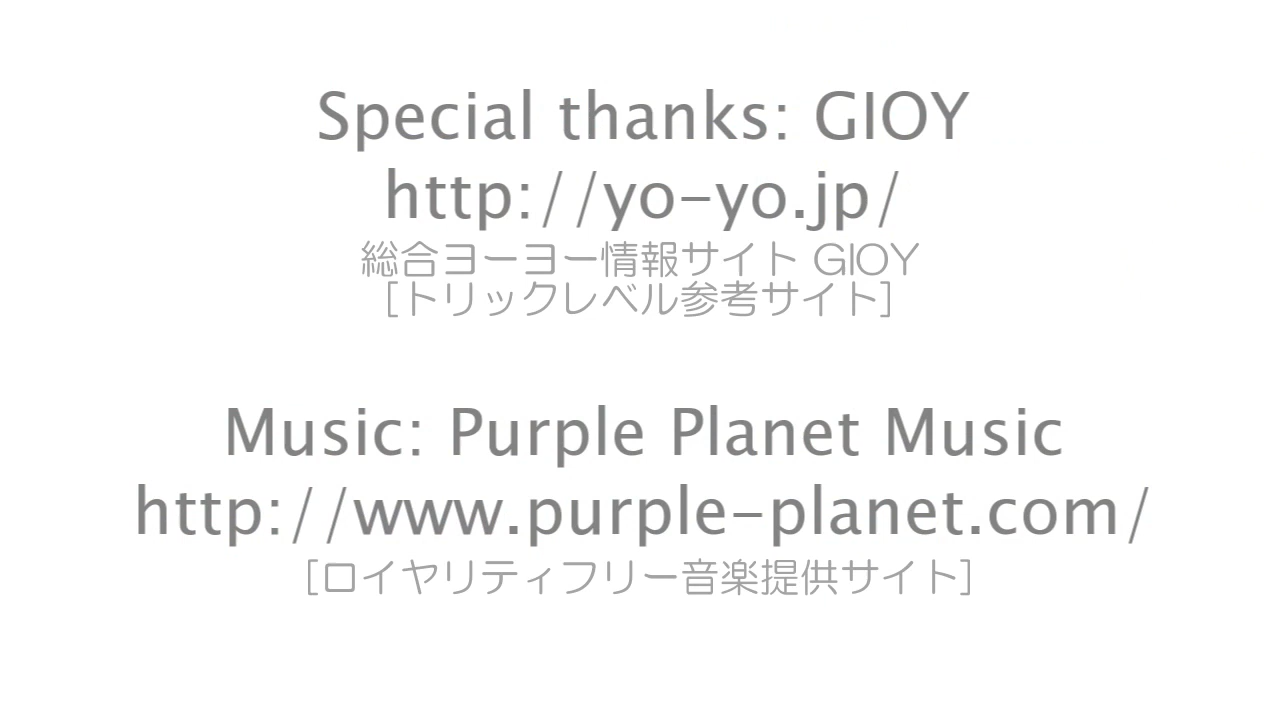 Special thanks: GIOY
http://yo-yo.jp/
総合ヨーヨー情報サイト GIOY
[トリックレベル参考サイト]
Music: Purple Planet Music
http://www.purple-planet.com/
[ロイヤリティフリー音楽提供サイト]